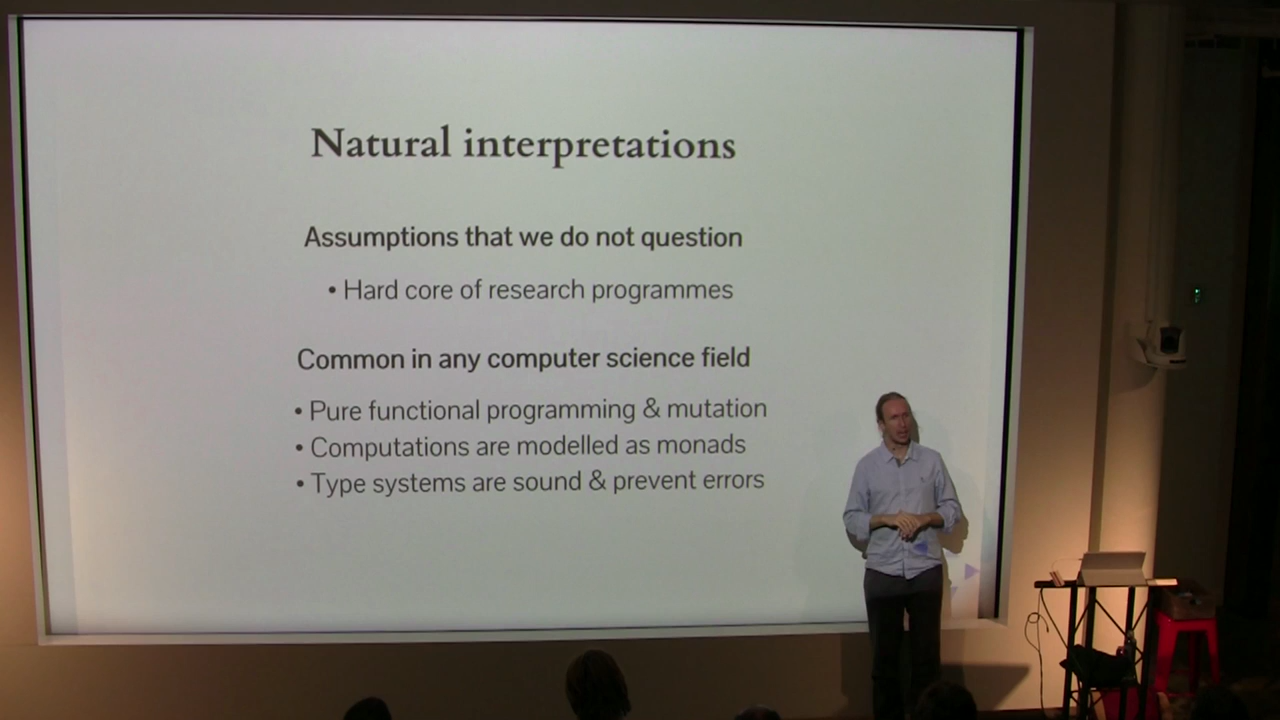 Natural interpretations
Assumptions that we do not question
• Hard core of research programmes
Common in any computer science field
• Pure functional programming & mutation
• Computations are modelled as monads
• Type systems are sound & prevent errors